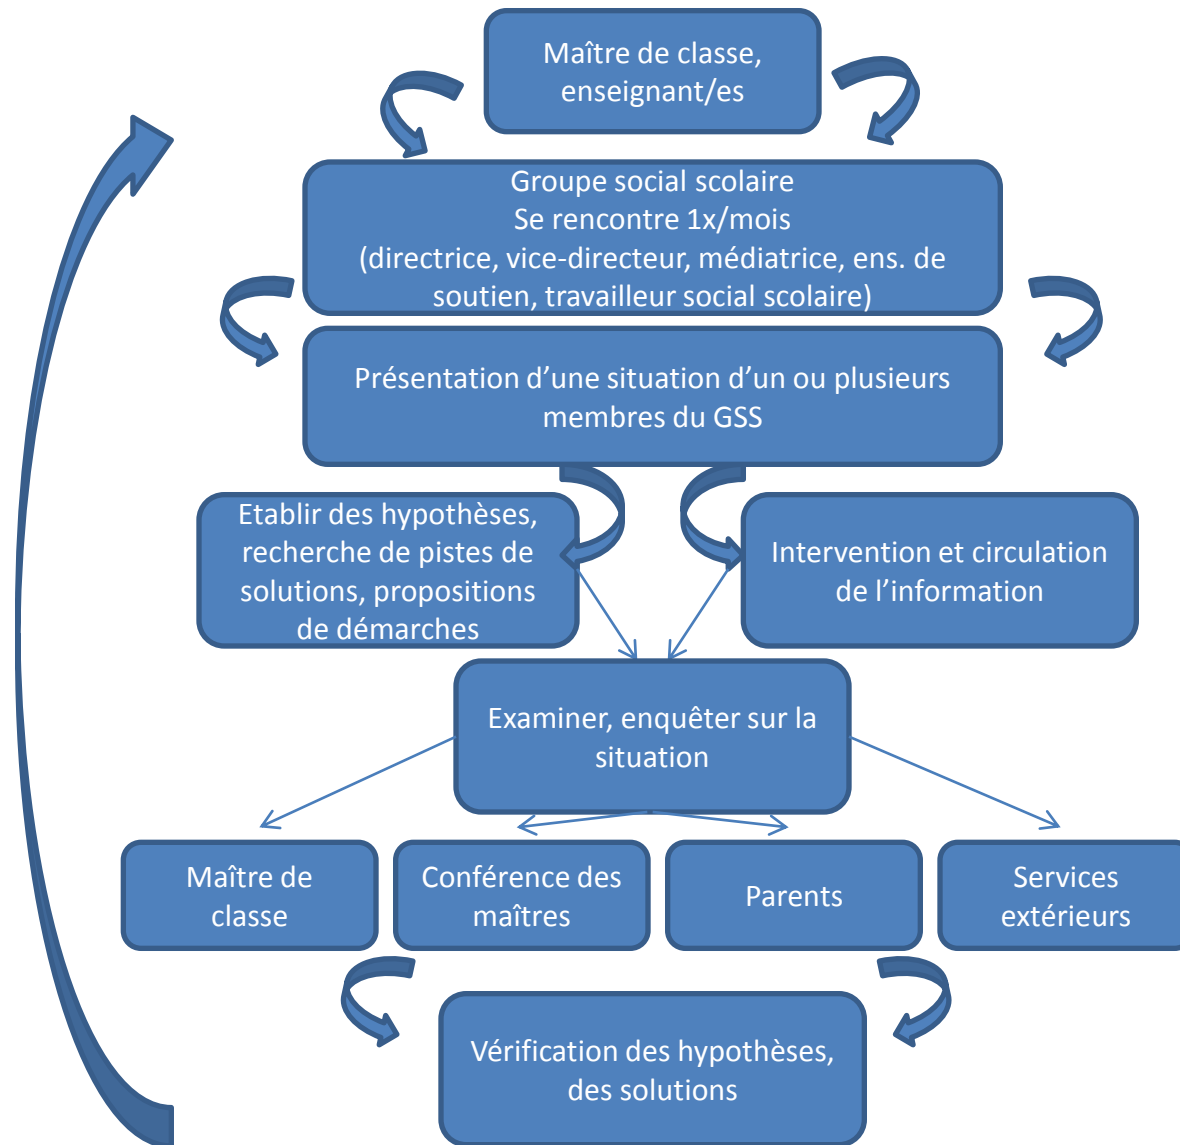 Maître de classe,
enseignant/es
Groupe social scolaire
Se rencontre 1x/mois
(directrice, vice-directeur, médiatrice, ens. de
soutien, travailleur social scolaire)
Présentation d’une situation d’un ou plusieurs
membres du GSS
Etablir des hypothèses,
recherche de pistes de
solutions, propositions
de démarches
Intervention et circulation
de l’information
Examiner, enquêter sur la
situation
Maître de
classe
Conférence des
maîtres
Parents
Services
extérieurs
Vérification des hypothèses,
des solutions